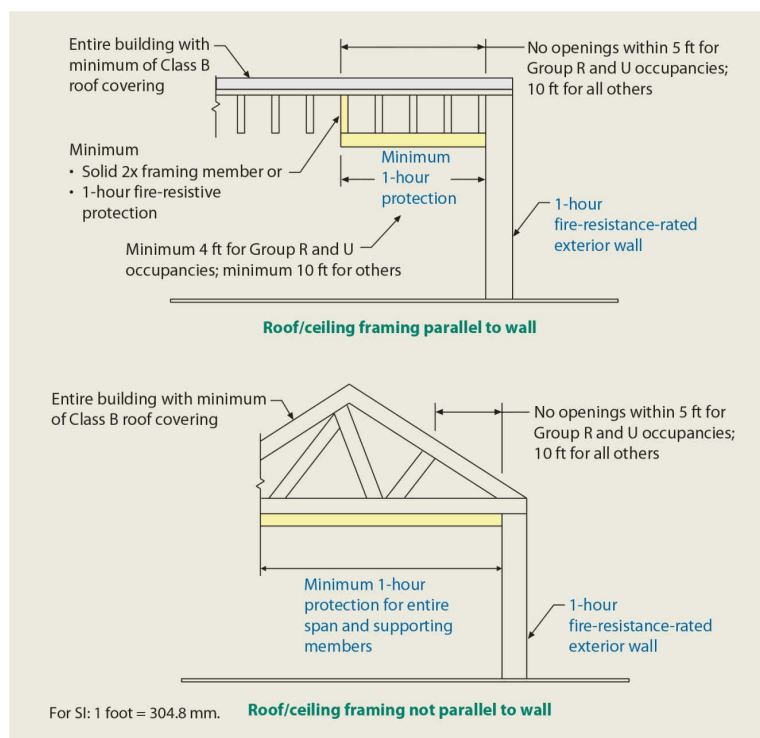 Entire building with
minimum of Class B
roof covering
No openings within 5 ft for
Group R and U occupancies;
10 ft for all others
Minimum
• Solid 2x framing member or
• 1-hour fire-resistive
protection
Minimum
1-hour
protection
1-hour
fire-resistance-rated
exterior wall
Minimum 4 ft for Group R and U
occupancies; minimum 10 ft for others
Roof/ceiling framing parallel to wall
Entire building with minimum
of Class B roof covering
No openings within 5 ft for
Group R and U occupancies;
10 ft for all others
Minimum 1-hour
protection for entire
span and supporting
members
1-hour
fire-resistance-rated
exterior wall
For SI: 1 foot = 304.8 mm.
Roof/ceiling framing not parallel to wall